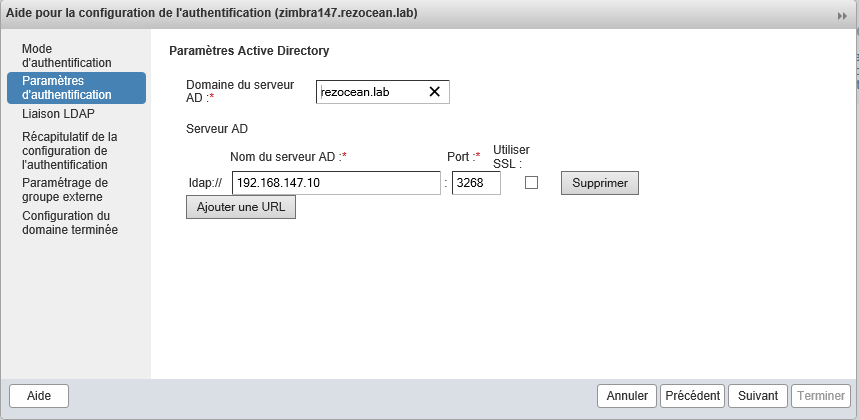 Aide pour la configuration de l'authentification (zimbra147.rezocean.lab)
Mode
d'authentification
Paramètres
d'authentification
Liaison LDAP
Récapitulatif de la
configuration de
l'authentification
Paramétrage de
groupe externe
Configuration du
domaine terminée
Paramètres Active Directory
Domaine du serveur
AD :*
rezocean.lab
Serveur AD
Nom du serveur AD :*
Port :*
Utiliser
SSL :
ldap://
192.168.147.10
:
3268
Supprimer
Ajouter une URL
Aide
Annuler
Précédent
Suivant
Terminer